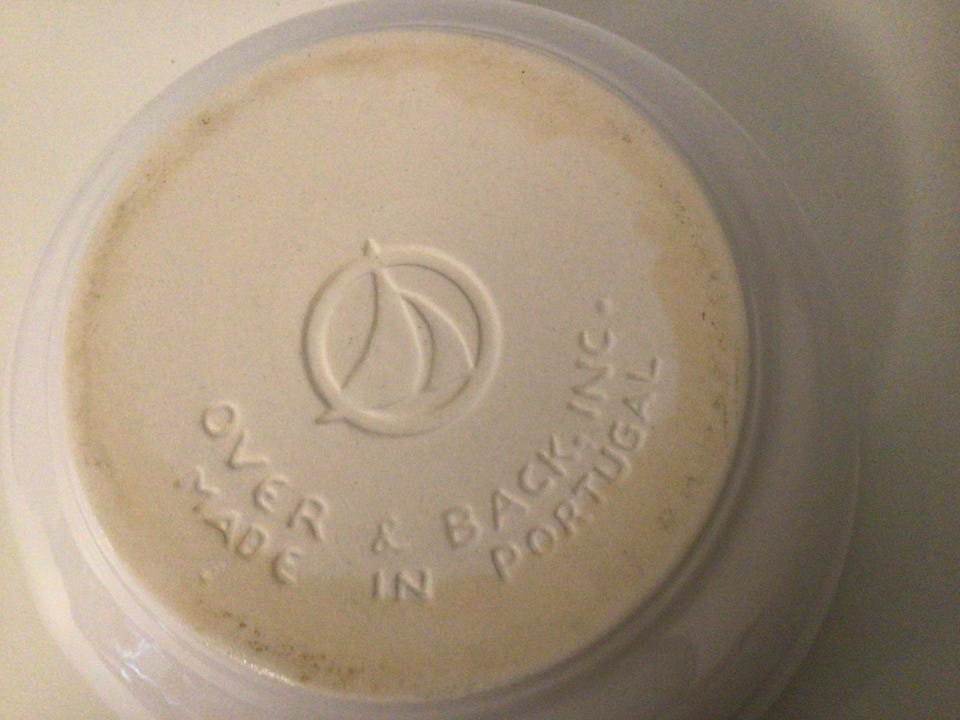 OVER & BACK, INC.
MADE IN PORTUGAL